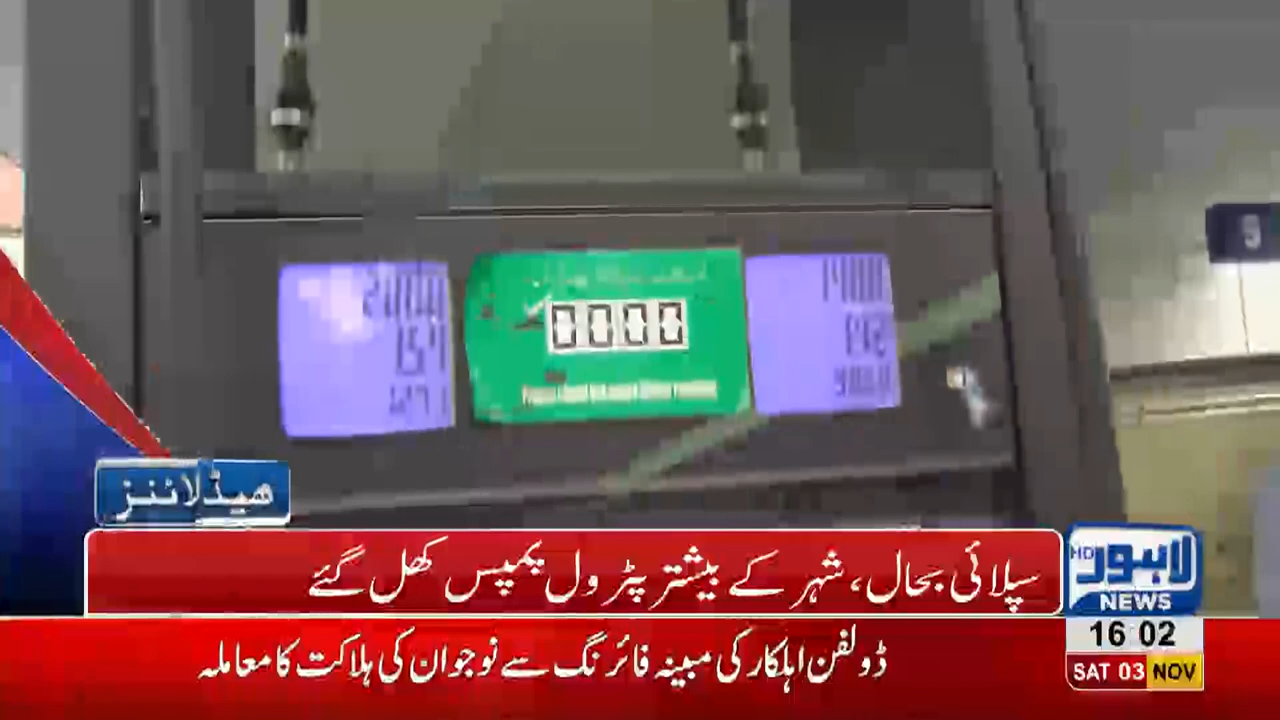 0000
ہیڈلائنز
سپلائی بحال، شہر کے بیشتر پٹرول پمپس کھل گئے
HD لاہور
NEWS
ڈولفن اہلکار کی مبینہ فائرنگ سے نوجوان کی ہلاکت کا معاملہ
16 02
SAT 03 NOV